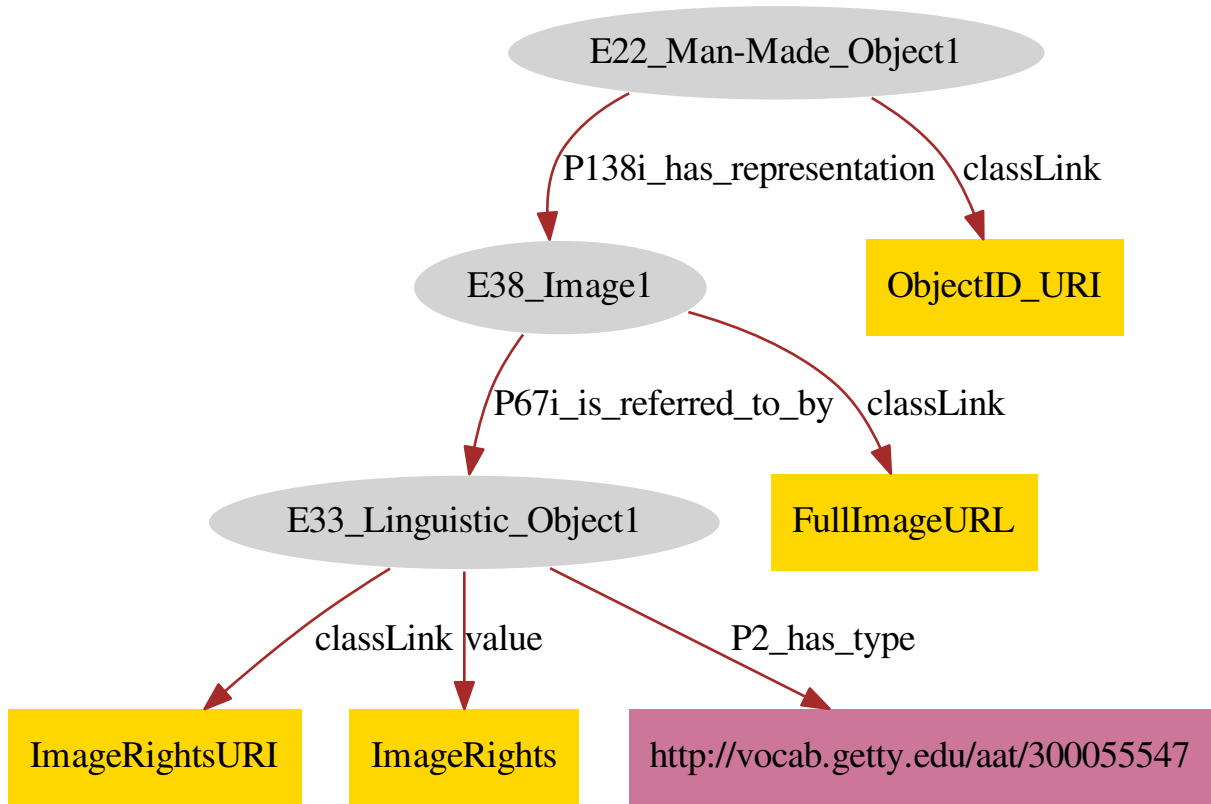 E22_Man-Made_Object1
P138i_has_representation
classLink
E38_Image1
ObjectID_URI
P67i_is_referred_to_by
classLink
E33_Linguistic_Object1
FullImageURL
classLink
value
P2_has_type
ImageRightsURI
ImageRights
http://vocab.getty.edu/aat/300055547